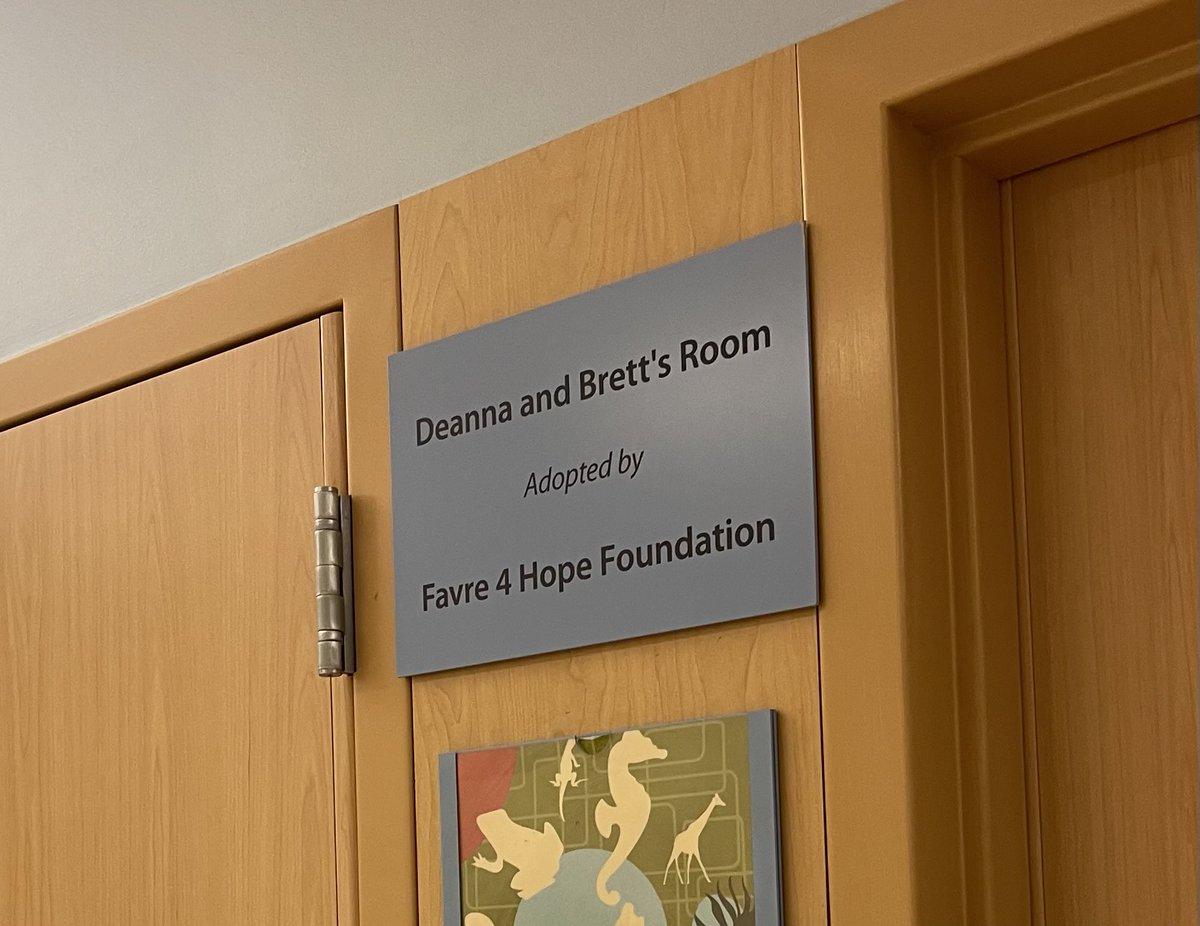 Deanna and Brett's Room
Adopted by
Favre 4 Hope Foundation